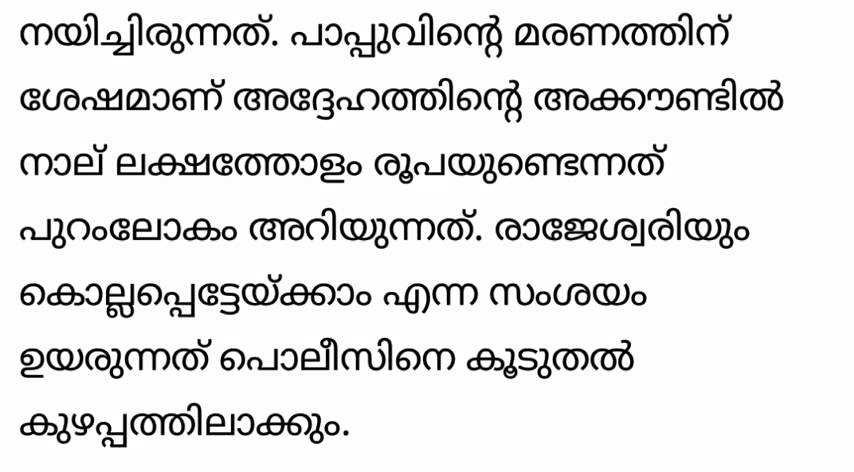 നയിച്ചിരുന്നത്. പാപ്പുവിന്റെ മരണത്തിന്
ശേഷമാണ് അദ്ദേഹത്തിന്റെ അക്കൗണ്ടിൽ
നാല് ലക്ഷത്തോളം രൂപയുണ്ടെന്നത്
പുറംലോകം അറിയുന്നത്. രാജേശ്വരിയും
കൊല്ലപ്പെട്ടേയ്ക്കാം എന്ന സംശയം
ഉയരുന്നത് പൊലീസിനെ കൂടുതൽ
കുഴപ്പത്തിലാക്കും.